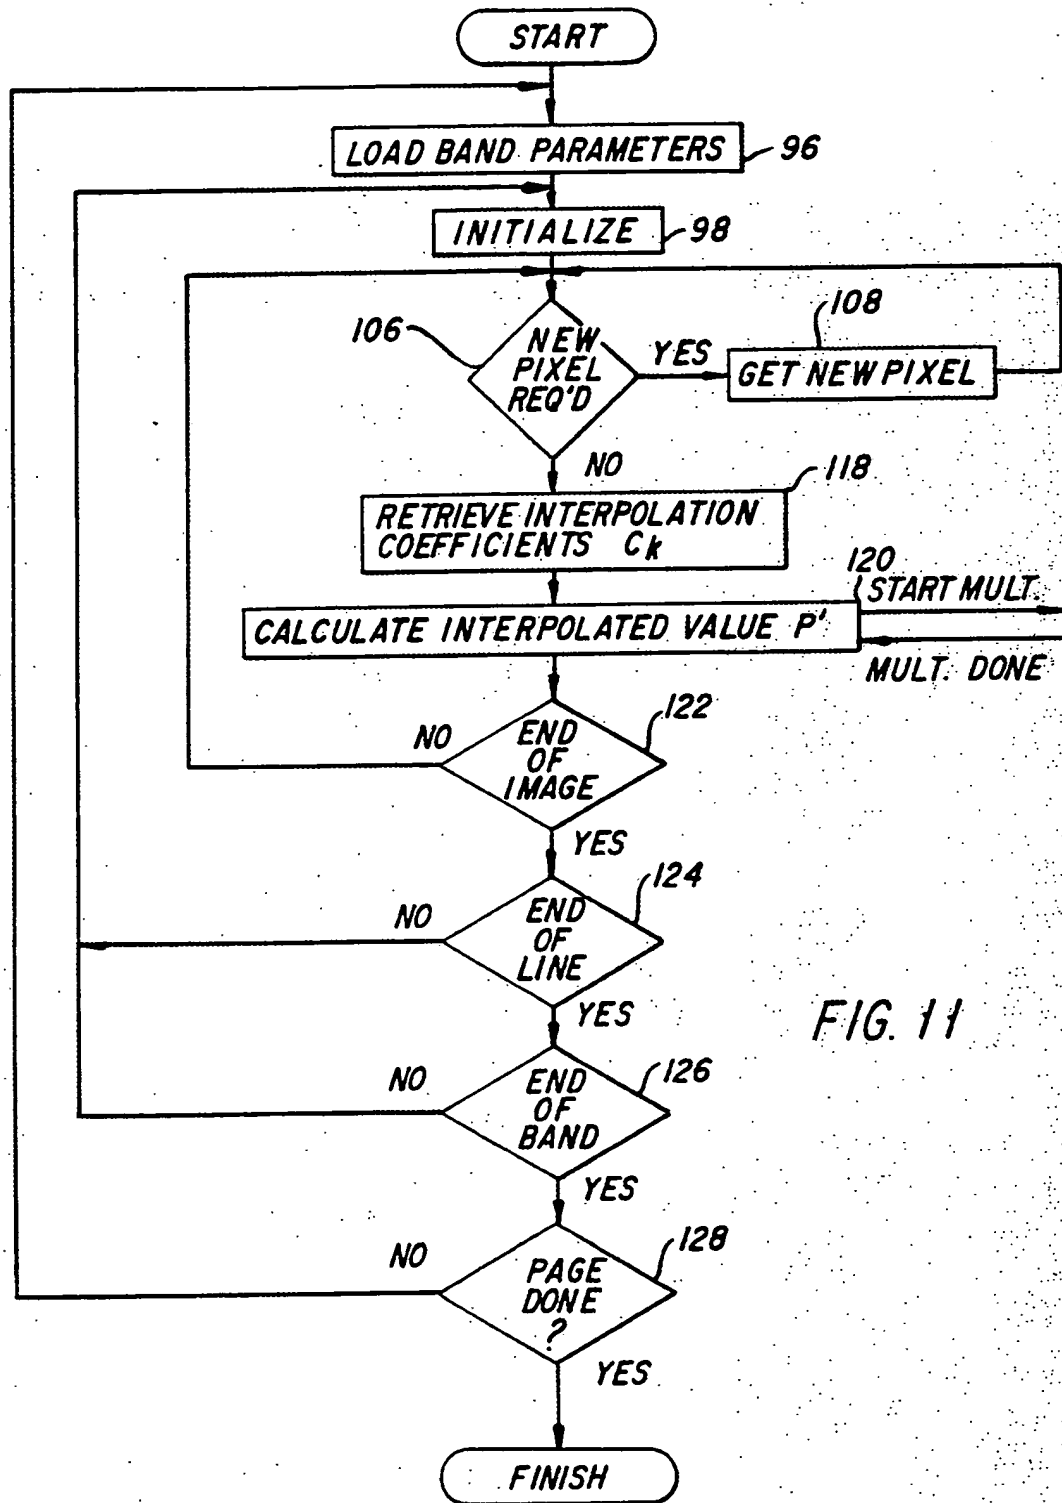 START
LOAD BAND PARAMETERS
96
INITIALIZE
98
106
NEW
PIXEL
REQ'D
YES
108
GET NEW PIXEL
NO
118
RETRIEVE INTERPOLATION
COEFFICIENTS Ck
120
START MULT.
CALCULATE INTERPOLATED VALUE P'
MULT. DONE
122
NO
END
OF
IMAGE
YES
124
NO
END
OF
LINE
YES
FIG. 11
126
NO
END
OF
BAND
YES
128
NO
PAGE
DONE
?
YES
FINISH